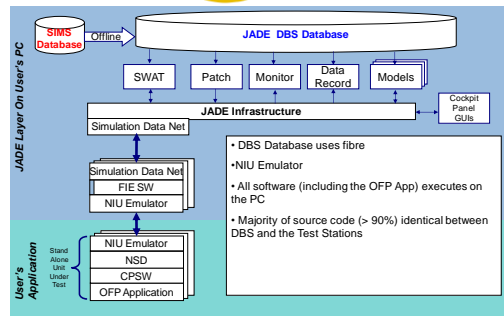 SIMS
Database
Offline
JADE DBS Database
SWAT
Patch
Monitor
Data
Record
Models
JADE Infrastructure
Cockpit
Panel
GUIs
Simulation Data Net
Simulation Data Net
FIE SW
NIU Emulator
NIU Emulator
NSD
CPSW
OFP Application
JADE Layer On User's PC
User's
Application
Stand
Alone
Unit
Under
Test
• DBS Database uses fibre
•NIU Emulator
• All software (including the OFP App) executes on
the PC
• Majority of source code (> 90%) identical between
DBS and the Test Stations